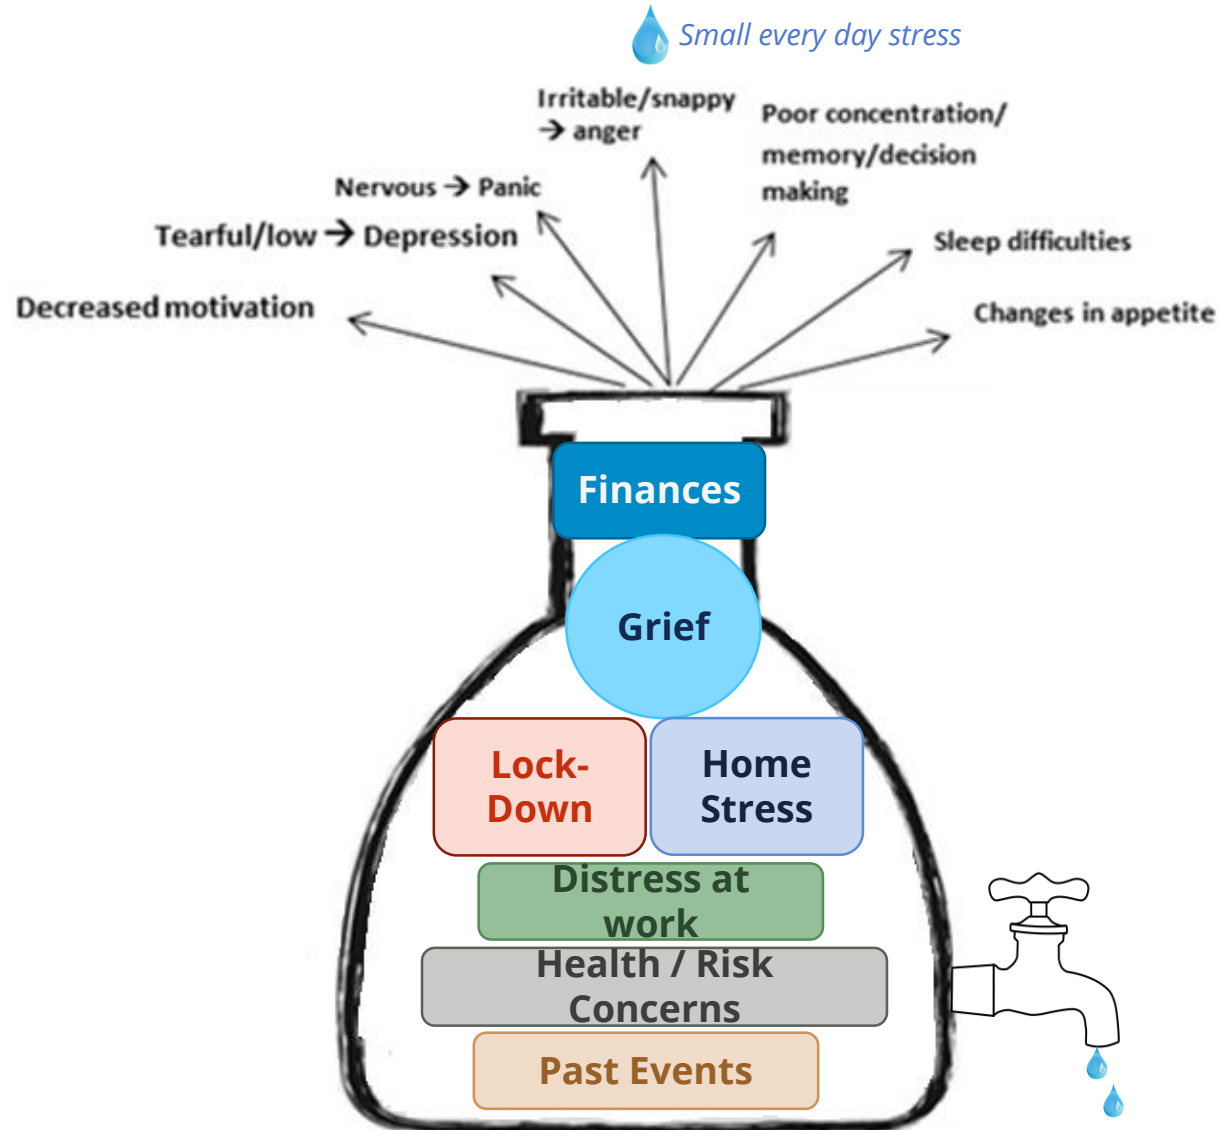 Small every day stress
Irritable/snappy
→ anger
Poor concentration/
memory/decision
making
Nervous → Panic
Tearful/low → Depression
Sleep difficulties
Decreased motivation
Changes in appetite
Finances
Grief
Lock-
Down
Home
Stress
Distress at
work
Health / Risk
Concerns
Past Events